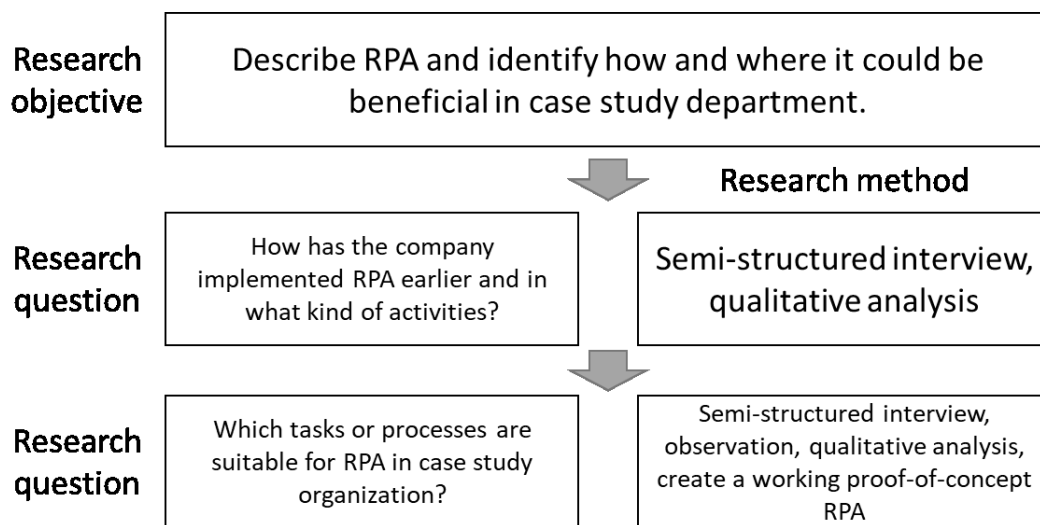 Research
objective
Describe RPA and identify how and where it could be
beneficial in case study department.
Research method
Research
question
How has the company
implemented RPA earlier and in
what kind of activities?
Semi-structured interview,
qualitative analysis
Research
question
Which tasks or processes are
suitable for RPA in case study
organization?
Semi-structured interview,
observation, qualitative analysis,
create a working proof-of-concept
RPA